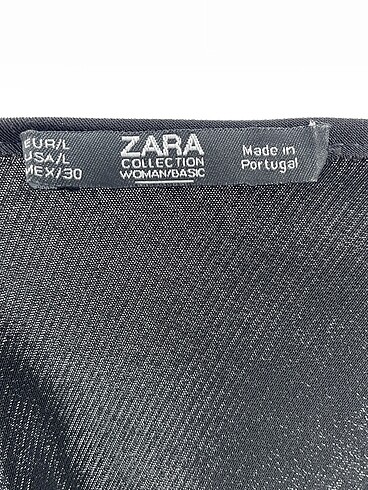 EUR/L
USA/L
MEX/30
ZARA
COLLECTION
WOMAN/BASIC
Made in
Portugal